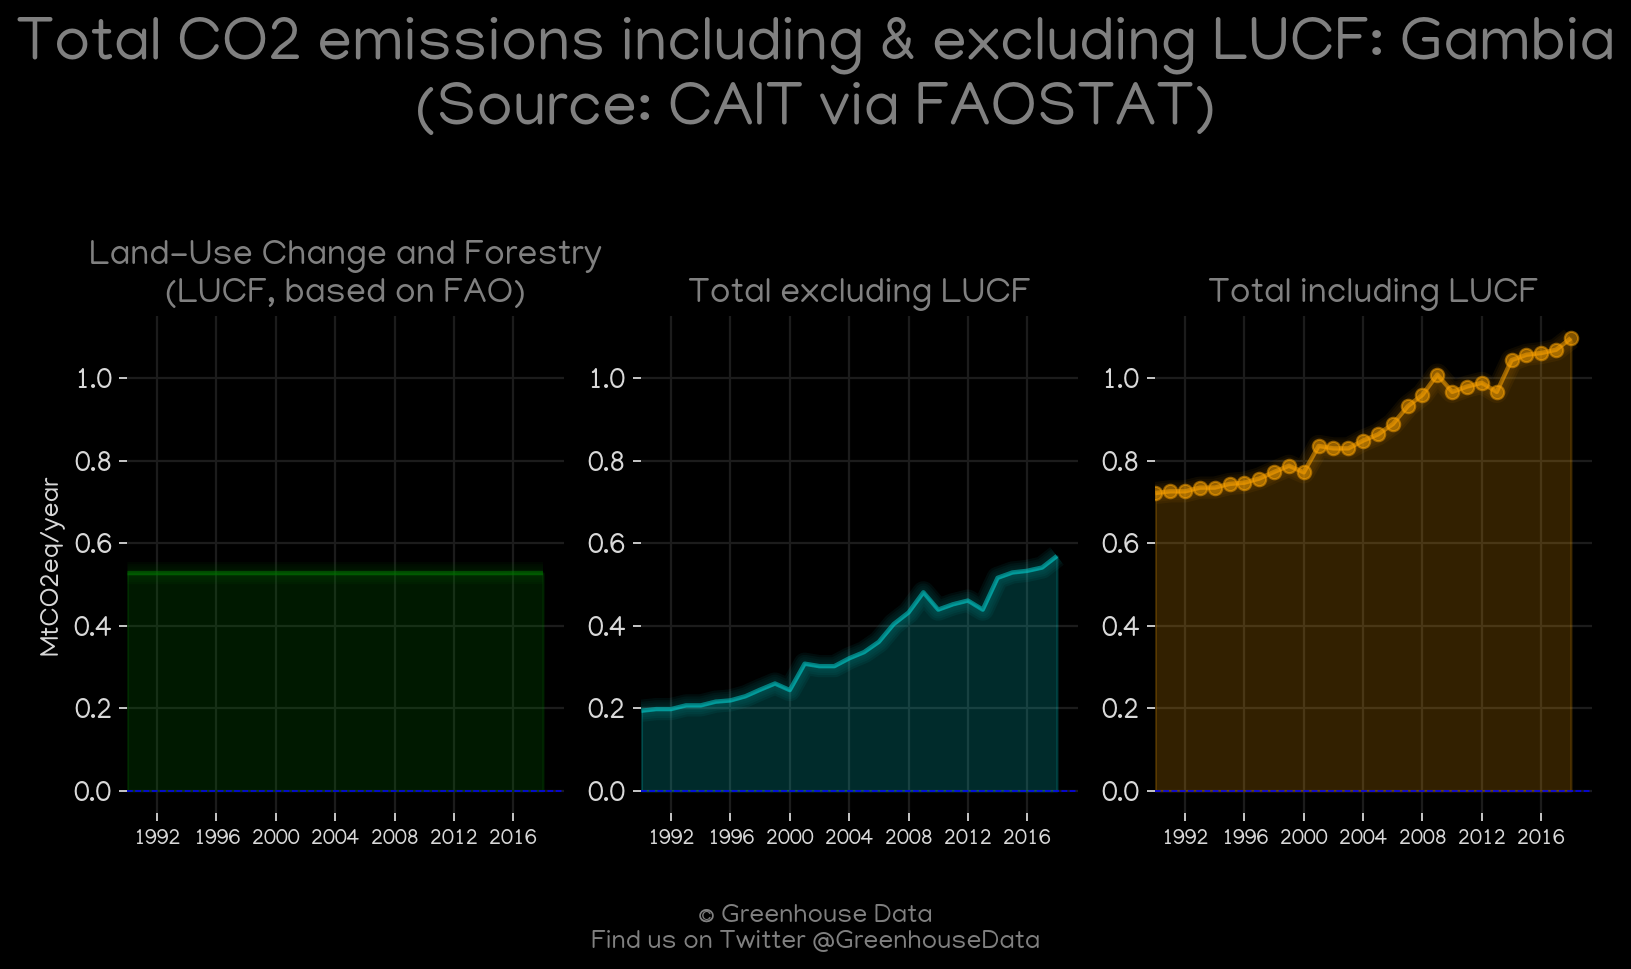 Total CO2 emissions including & excluding LUCF: Gambia
(Source: CAIT via FAOSTAT)
Land-Use Change and Forestry
(LUCF, based on FAO)
Total excluding LUCF
Total including LUCF
MtCO2eq/year
1.0
0.8
0.6
0.4
0.2
0.0
1992 1996 2000 2004 2008 2012 2016
1.0
0.8
0.6
0.4
0.2
0.0
1992 1996 2000 2004 2008 2012 2016
1.0
0.8
0.6
0.4
0.2
0.0
1992 1996 2000 2004 2008 2012 2016
© Greenhouse Data
Find us on Twitter @GreenhouseData